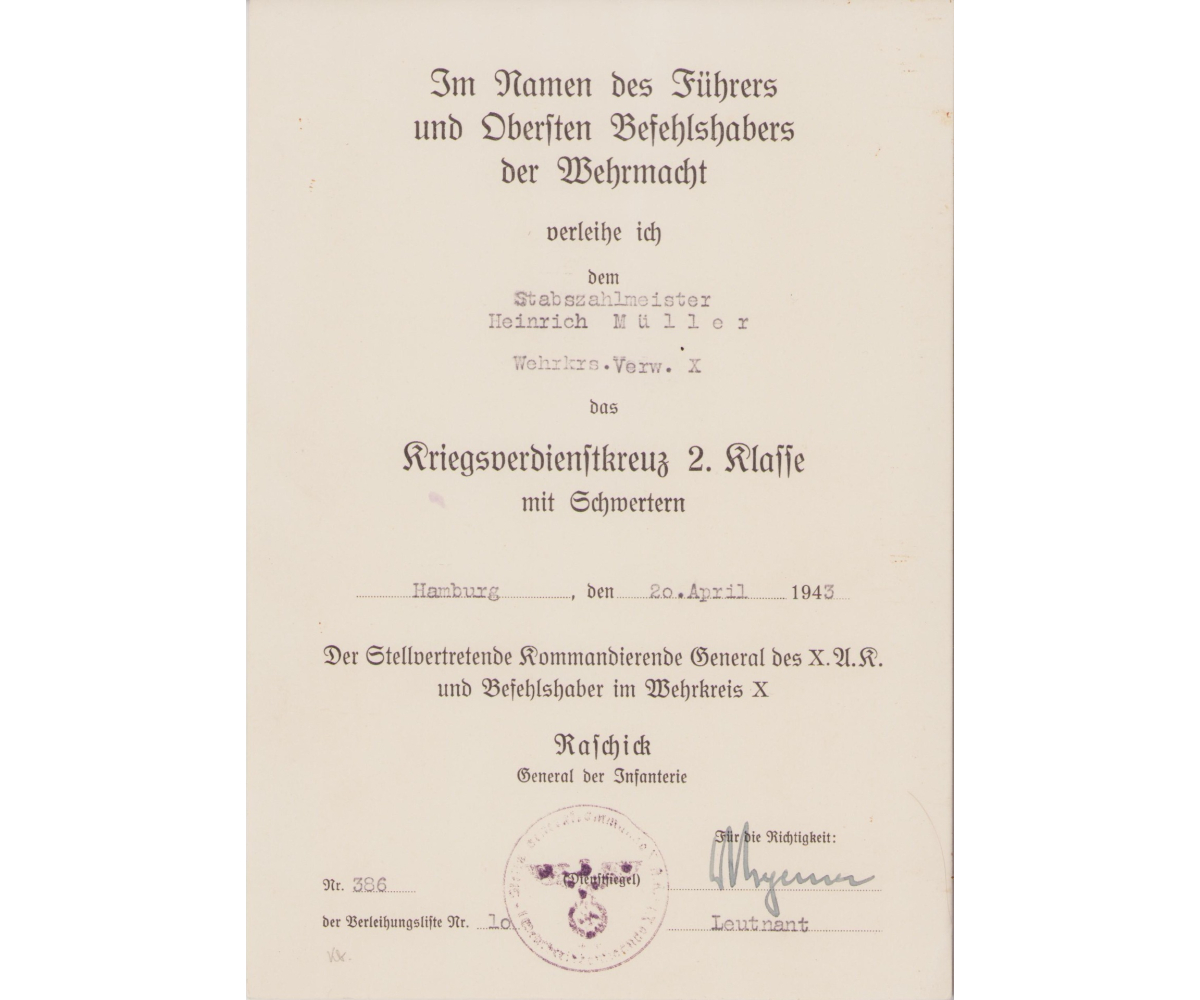 Im Namen des Führers
und Obersten Befehlshabers
der Wehrmacht
verleihe ich
dem
Stabszahlmeister
Heinrich Müller
Wehrkrs.Verw. X
das
Kriegsverdienstkreuz 2. Klasse
mit Schwertern
Hamburg, den 20.April 1943
Der Stellvertretende Kommandierende General des X.A.K.
und Befehlshaber im Wehrkreis X
Raschick
General der Infanterie
Für die Richtigkeit:
(Dienstsiegel)
Nr. 386
der Verleihungsliste Nr. 10
Leutnant